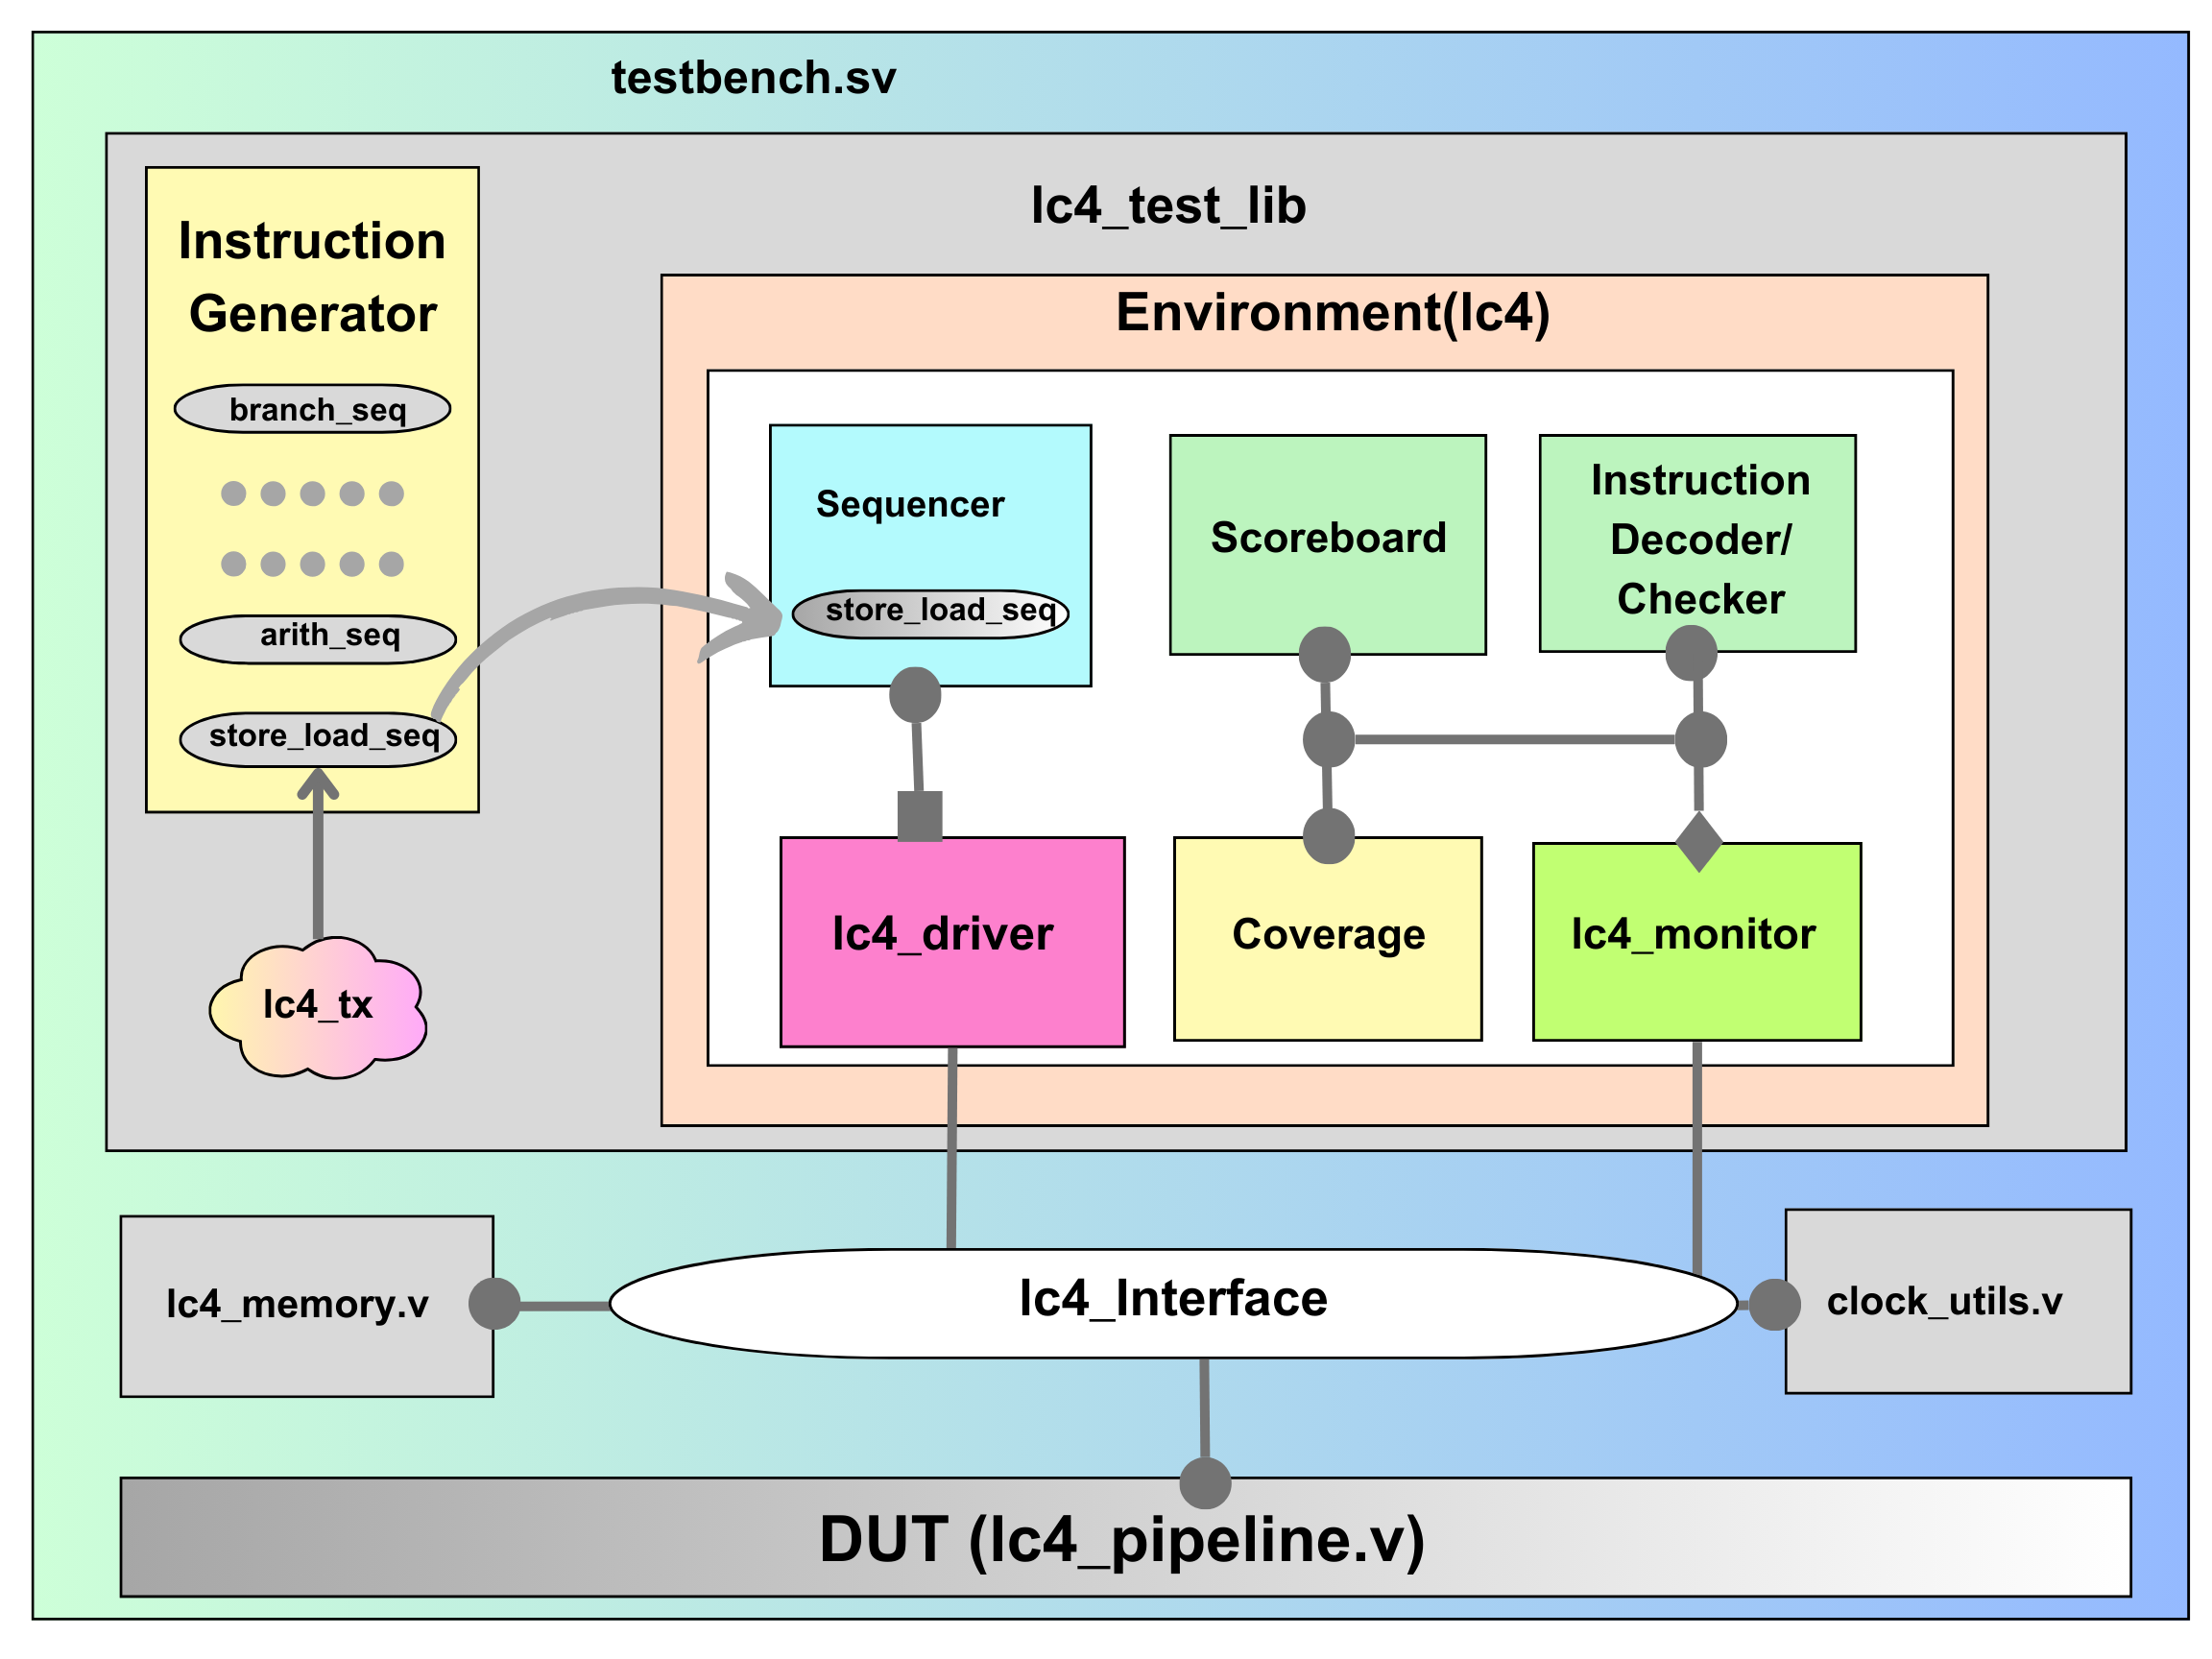 testbench.sv
lc4_test_lib
Instruction
Generator
branch_seq
arith_seq
store_load_seq
lc4_tx
Environment(lc4)
Sequencer
store_load_seq
Scoreboard
Instruction
Decoder/
Checker
lc4_driver
Coverage
lc4_monitor
lc4_memory.v
lc4_Interface
clock_utils.v
DUT (lc4_pipeline.v)